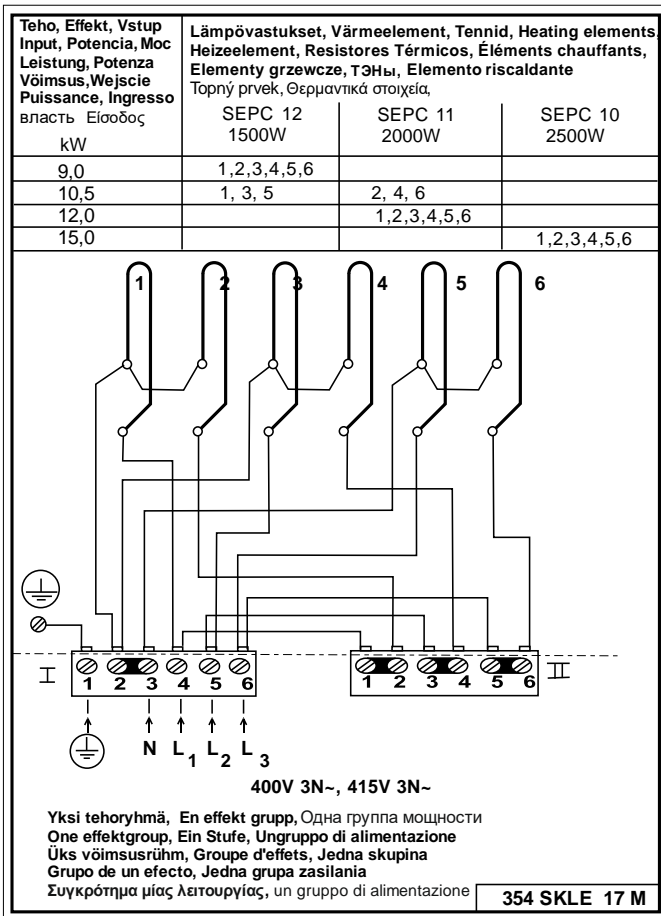 Teho, Effekt, Vstup
Input, Potencia, Moc
Leistung, Potenza
Vöimsus,Wejscie
Puissance, Ingresso
власть Είσοδος
kW
Lämpövastukset, Värmeelement, Tennid, Heating elements,
Heizeelement, Resistores Térmicos, Éléments chauffants,
Elementy grzewcze, ТЭНы, Elemento riscaldante
Topný prvek, Θερμαντικά στοιχεία,
SEPC 12 SEPC 11 SEPC 10
1500W 2000W 2500W
9,0 1,2,3,4,5,6
10,5 1, 3, 5 2, 4, 6
12,0 1,2,3,4,5,6
15,0 1,2,3,4,5,6
1 2 3 4 5 6
I 1 2 3 4 5 6 1 2 3 4 5 6 II
N L1 L2 L3
400V 3N~, 415V 3N~
Yksi tehoryhmä, En effekt grupp, Одна группа мощности
One effektgroup, Ein Stufe, Ungruppo di alimentazione
Üks vöimsusrühm, Groupe d'effets, Jedna skupina
Grupo de un efecto, Jedna grupa zasilania
Συγκρότημα μίας λειτουργίας, un gruppo di alimentazione
354 SKLE 17 M